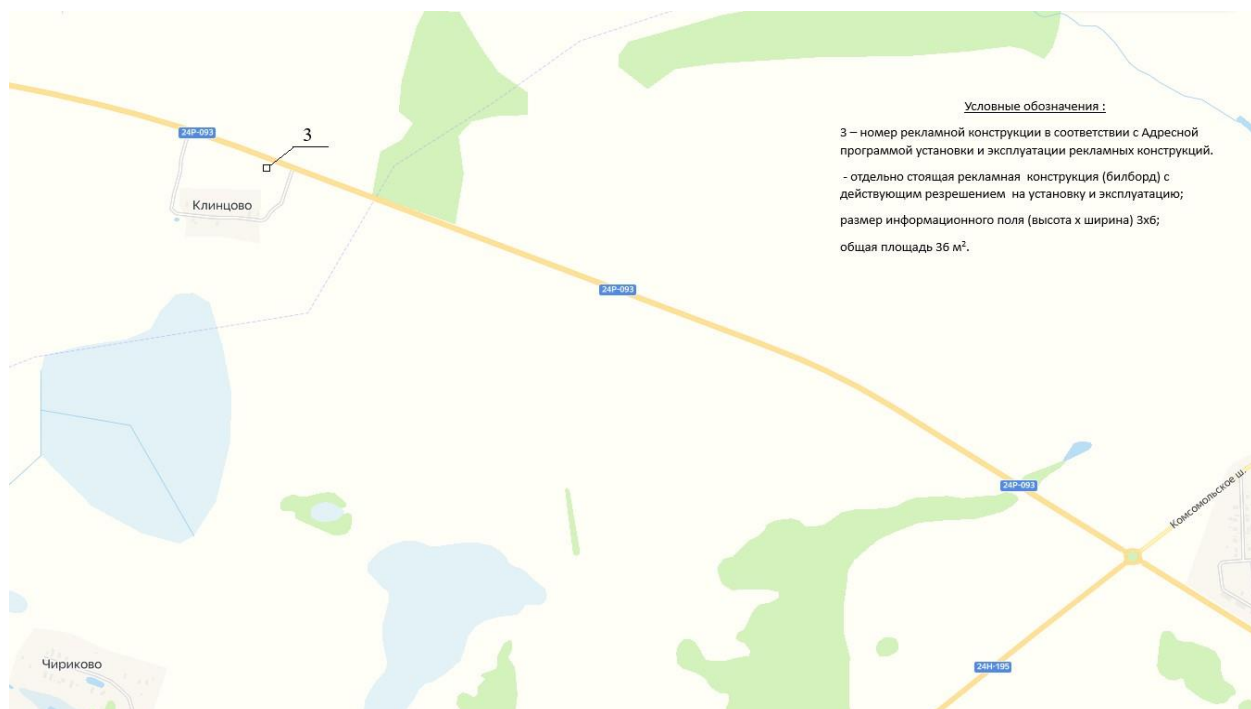 Условные обозначения :
24Р-093
3
3 – номер рекламной конструкции в соответствии с Адресной
программой установки и эксплуатации рекламных конструкций.
- отдельно стоящая рекламная конструкция (билборд) с
действующим резрешением на установку и эксплуатацию;
Клинцово
размер информационного поля (высота х ширина) 3х6;
общая площадь 36 м².
24Р-093
24Р-093
Комсомольское ш.
Чириково
24Н-195